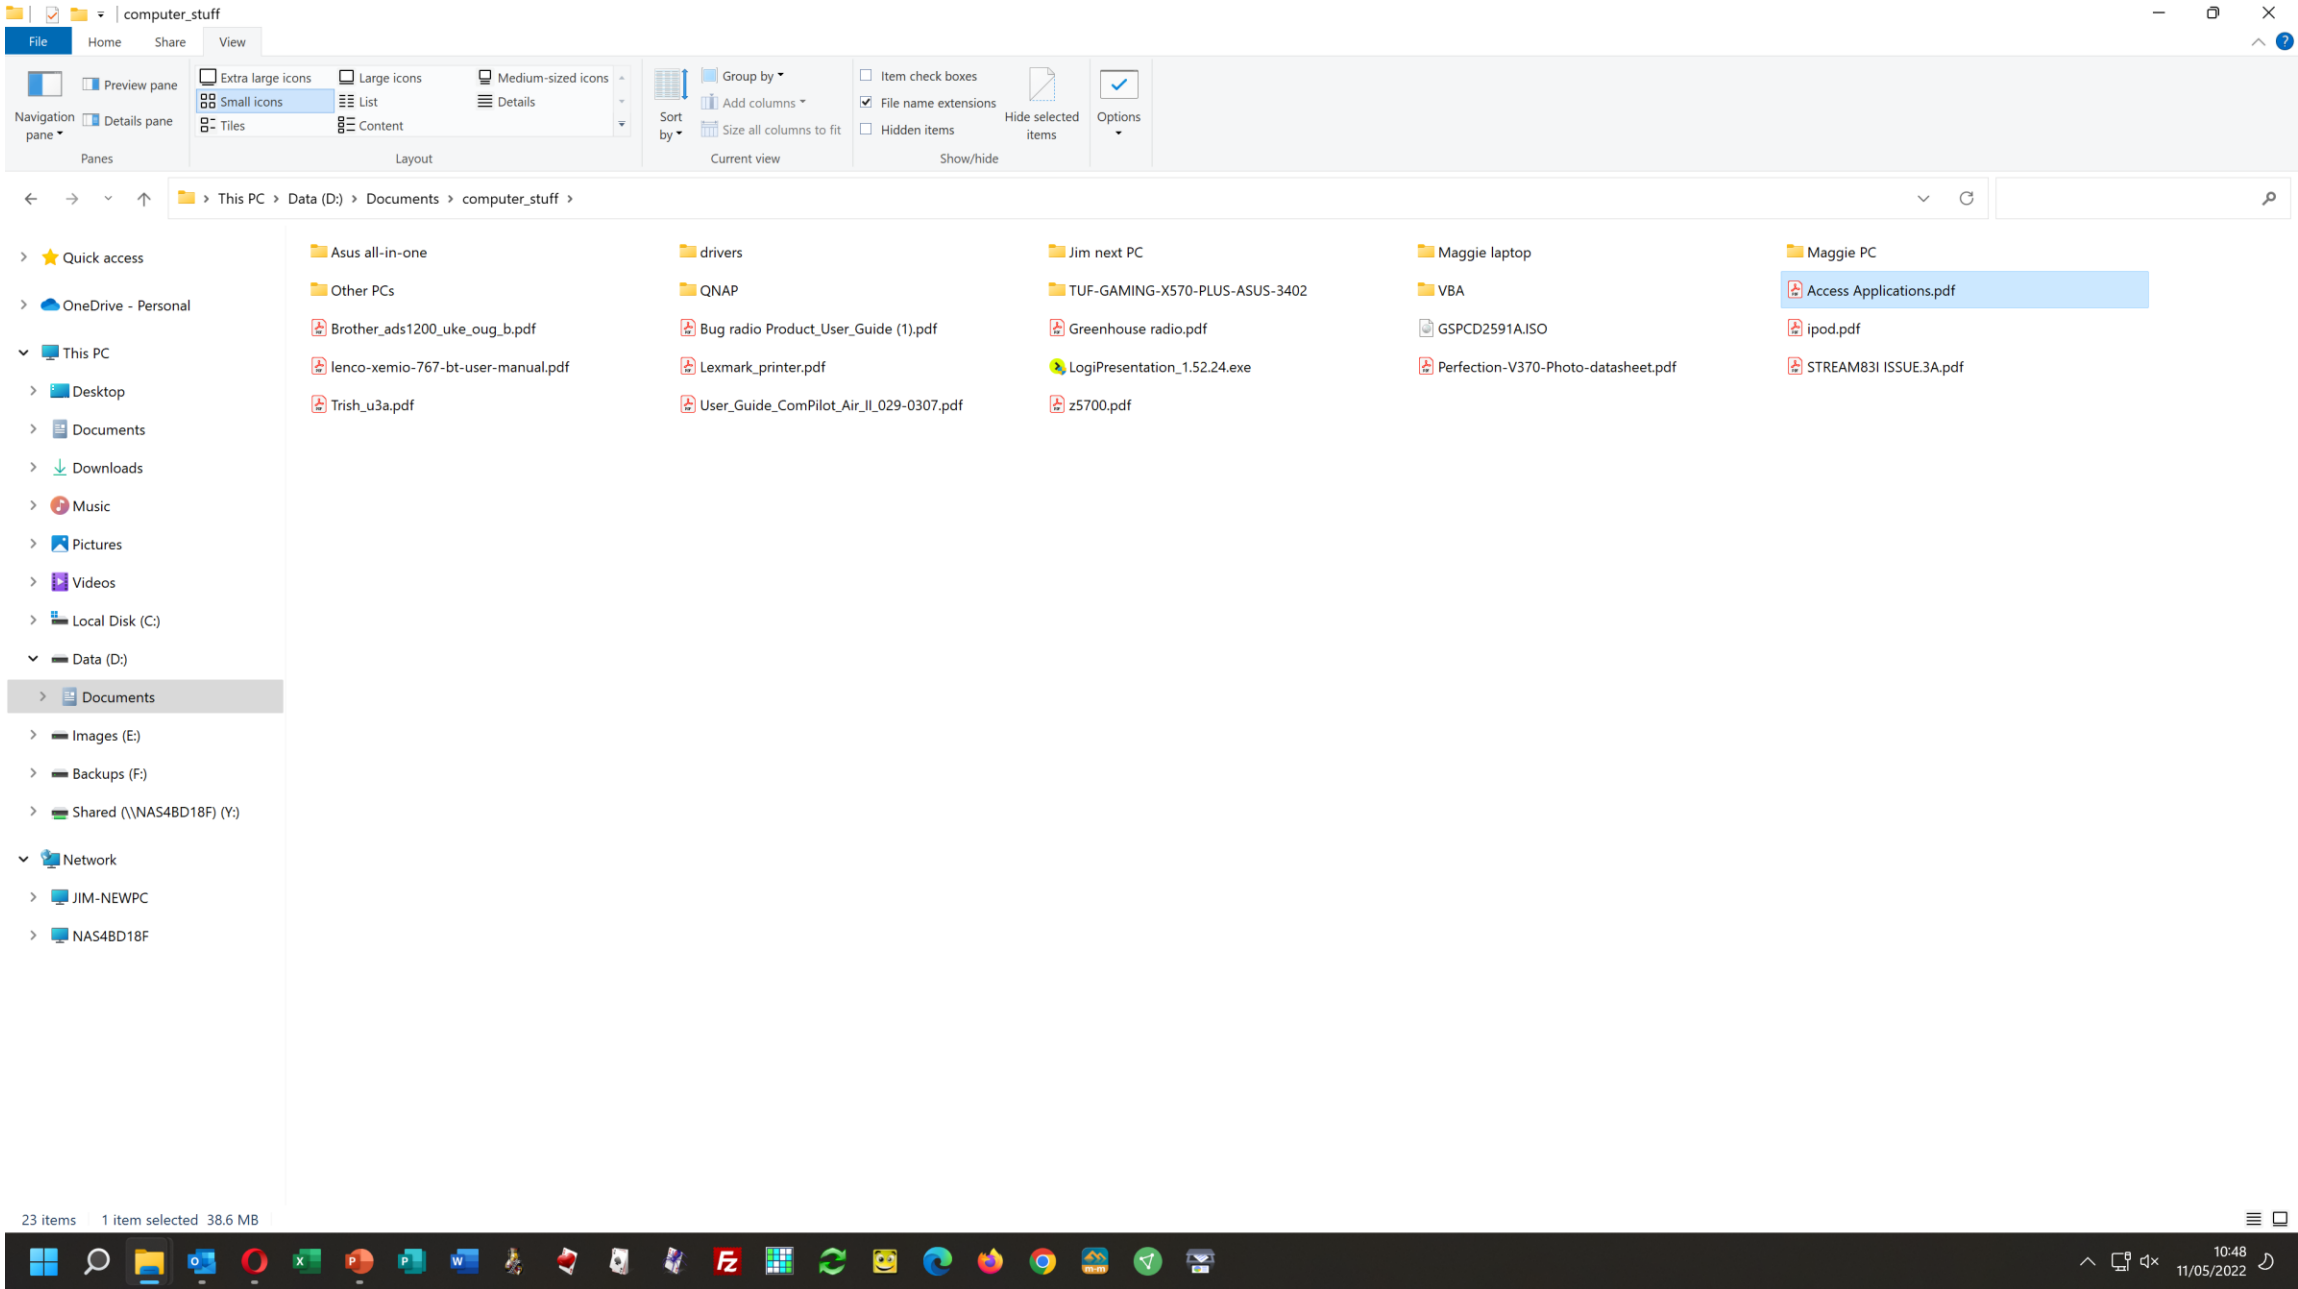 computer_stuff
File Home Share View
Navigation pane
Preview pane
Details pane
Panes
Extra large icons Large icons Medium-sized icons
Small icons List Details
Tiles Content
Layout
Sort by
Group by
Add columns
Size all columns to fit
Current view
Item check boxes
File name extensions
Hidden items
Hide selected items
Show/hide
Options
This PC Data (D:) Documents computer_stuff
Quick access
OneDrive - Personal
This PC
Desktop
Documents
Downloads
Music
Pictures
Videos
Local Disk (C:)
Data (D:)
Documents
Images (E:)
Backups (F:)
Shared (\\NAS4BD18F) (Y:)
Network
JIM-NEWPC
NAS4BD18F
Asus all-in-one drivers Jim next PC Maggie laptop Maggie PC
Other PCs QNAP TUF-GAMING-X570-PLUS-ASUS-3402 VBA Access Applications.pdf
Brother_ads1200_uke_oug_b.pdf Bug radio Product_User_Guide (1).pdf Greenhouse radio.pdf GSPCD2591A.ISO ipod.pdf
lenco-xemio-767-bt-user-manual.pdf Lexmark_printer.pdf LogiPresentation_1.52.24.exe Perfection-V370-Photo-datasheet.pdf STREAM83I ISSUE.3A.pdf
Trish_u3a.pdf User_Guide_ComPilot_Air_II_029-0307.pdf z5700.pdf
23 items 1 item selected 38.6 MB
10:48
11/05/2022